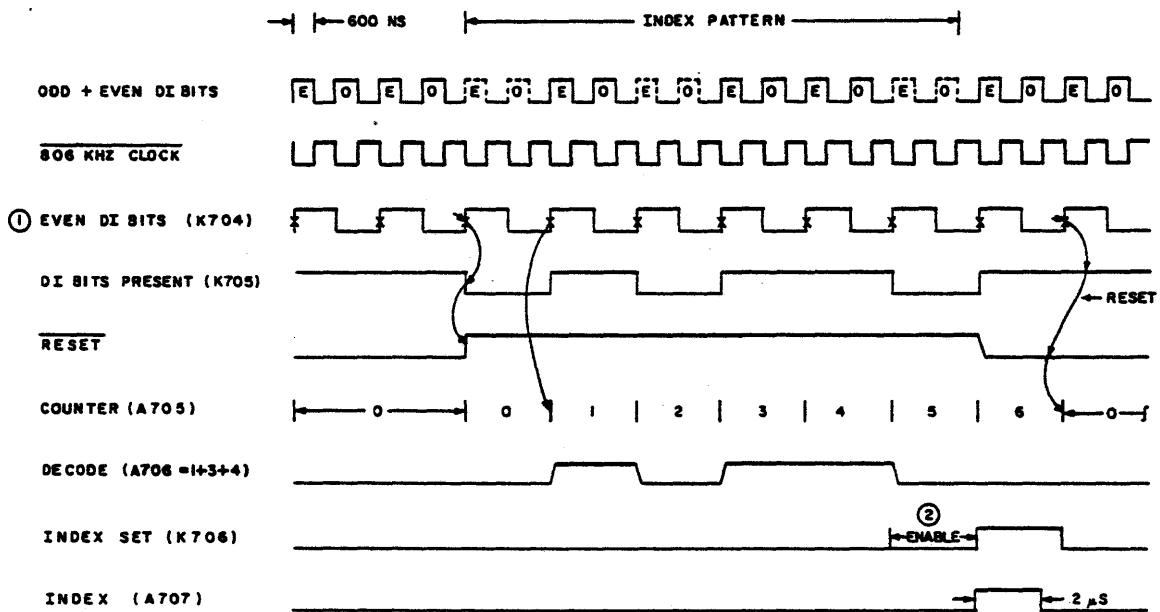 600 NS
INDEX PATTERN
ODD + EVEN DI BITS E O E O E O E O E O E O E O E O E O E O
806 KHZ CLOCK
① EVEN DI BITS (K704)
DI BITS PRESENT (K705)
RESET
RESET
COUNTER (A705) 0 0 1 2 3 4 5 6 0
DECODE (A706 =1+3+4)
②
INDEX SET (K706) ENABLE
INDEX (A707) 2 µS